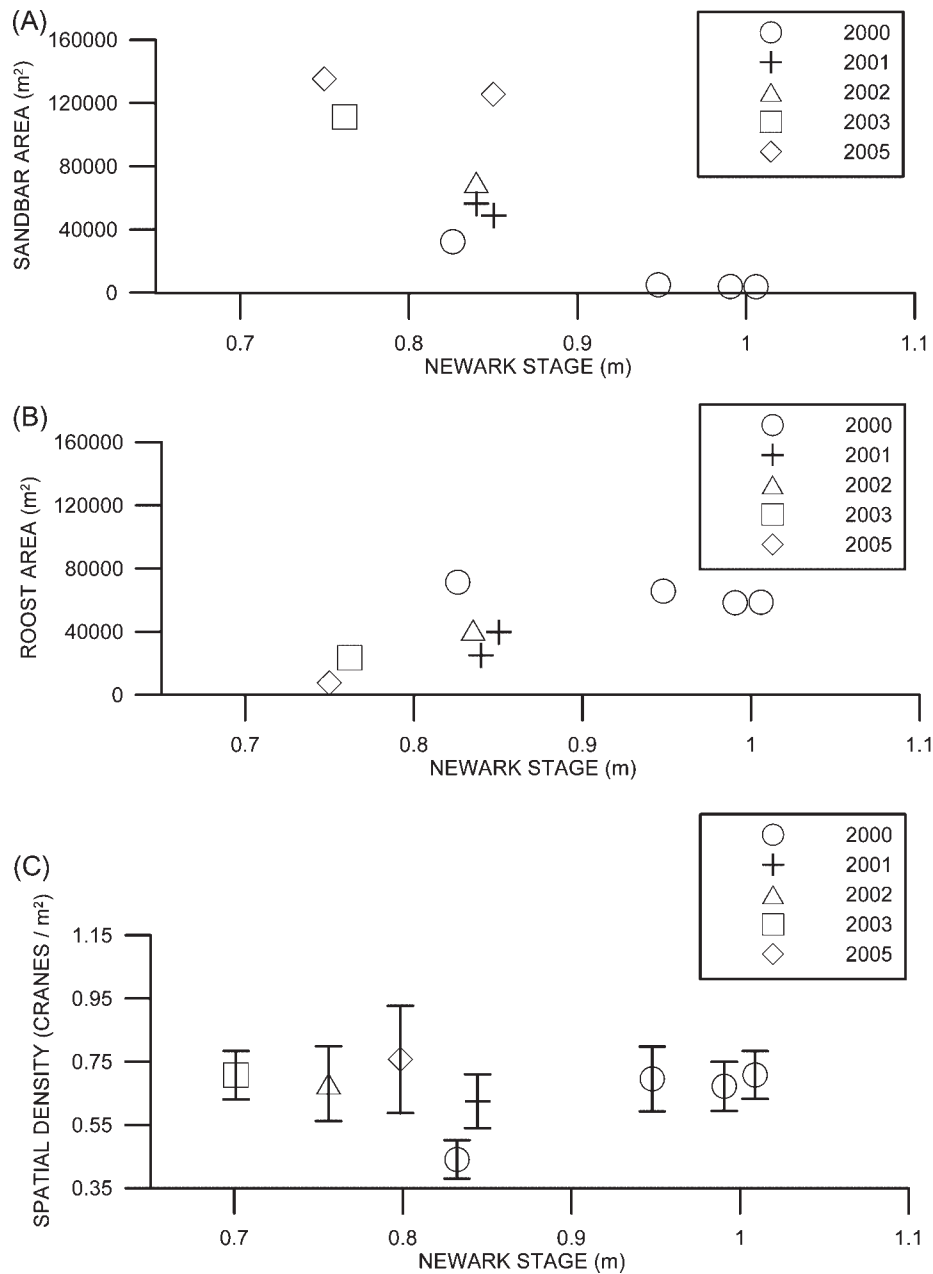 (A)
160000
120000
80000
40000
0
SANDBAR AREA (m²)
0.7 0.8 0.9 1 1.1
NEWARK STAGE (m)
2000
2001
2002
2003
2005
(B)
160000
120000
80000
40000
0
ROOST AREA (m²)
0.7 0.8 0.9 1 1.1
NEWARK STAGE (m)
2000
2001
2002
2003
2005
(C)
1.15
0.95
0.75
0.55
0.35
SPATIAL DENSITY (CRANES / m²)
0.7 0.8 0.9 1 1.1
NEWARK STAGE (m)
2000
2001
2002
2003
2005